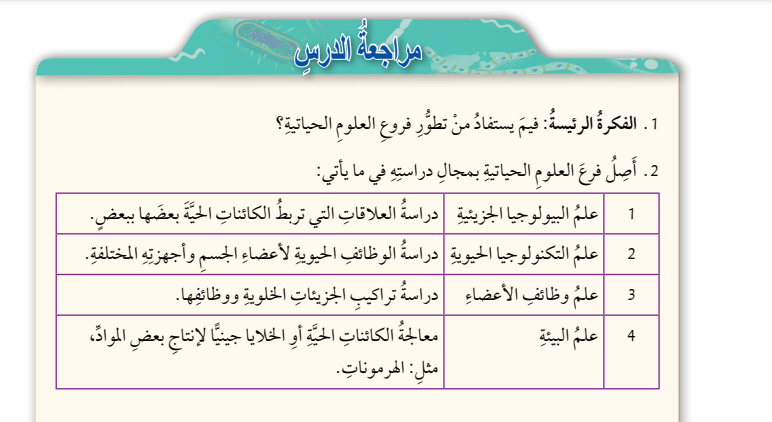 مراجعةُ الدرسِ
1. الفكرةُ الرئيسةُ: فيمَ يستفادُ منْ تطوُّرِ فروعِ العلومِ الحياتيةِ؟
2. أَصِلُ فرعَ العلومِ الحياتيةِ بمجالِ دراستِهِ في ما يأتي:
1 علمُ البيولوجيا الجزيئيةِ دراسةُ العلاقاتِ التي تربطُ الكائناتِ الحيَّةَ بعضَها ببعضٍ.
2 علمُ التكنولوجيا الحيويةِ دراسةُ الوظائفِ الحيويةِ لأعضاءِ الجسمِ وأجهزتِهِ المختلفةِ.
3 علمُ وظائفِ الأعضاءِ دراسةُ تراكيبِ الجزيئاتِ الخلويةِ ووظائفِها.
4 علمُ البيئةِ معالجةُ الكائناتِ الحيَّةِ أوِ الخلايا جينيًّا لإنتاجِ بعضِ الموادِّ،
مثلِ: الهرموناتِ.